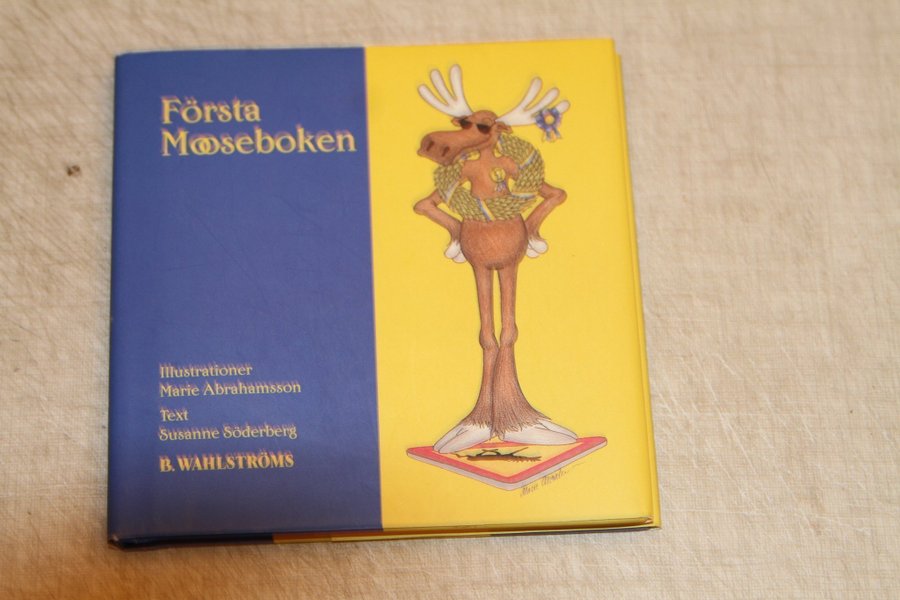 Första
Mooseboken
Illustrationer
Marie Abrahamsson
Text
Susanne Söderberg
B. WAHLSTRÖMS